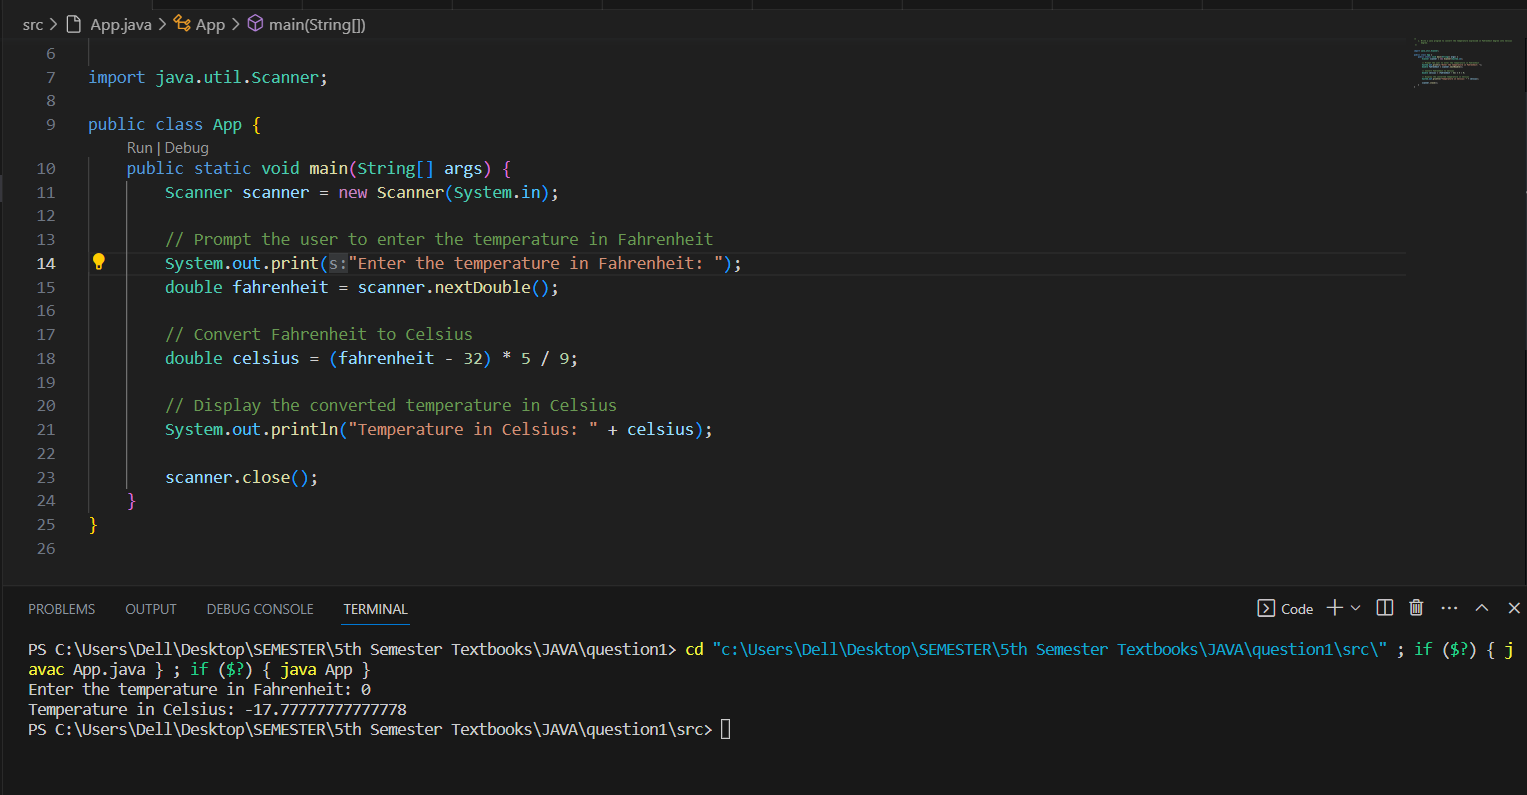 src > App.java > App > main(String[])
6
7 import java.util.Scanner;
8
9 public class App {
Run | Debug
10 public static void main(String[] args) {
11 Scanner scanner = new Scanner(System.in);
12
13 // Prompt the user to enter the temperature in Fahrenheit
14 System.out.print(s:"Enter the temperature in Fahrenheit: ");
15 double fahrenheit = scanner.nextDouble();
16
17 // Convert Fahrenheit to Celsius
18 double celsius = (fahrenheit - 32) * 5 / 9;
19
20 // Display the converted temperature in Celsius
21 System.out.println("Temperature in Celsius: " + celsius);
22
23 scanner.close();
24 }
25 }
26
PROBLEMS OUTPUT DEBUG CONSOLE TERMINAL Code
PS C:\Users\Dell\Desktop\SEMESTER\5th Semester Textbooks\JAVA\question1> cd "c:\Users\Dell\Desktop\SEMESTER\5th Semester Textbooks\JAVA\question1\src\" ; if ($?) { j
avac App.java } ; if ($?) { java App }
Enter the temperature in Fahrenheit: 0
Temperature in Celsius: -17.77777777777778
PS C:\Users\Dell\Desktop\SEMESTER\5th Semester Textbooks\JAVA\question1\src>